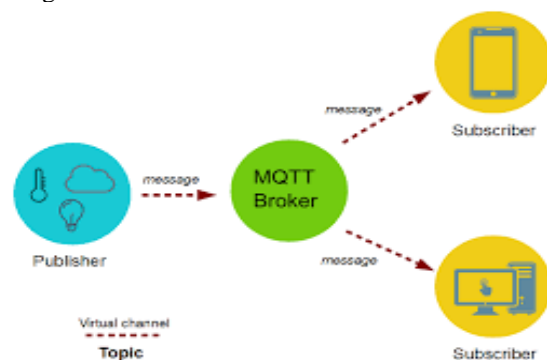 message
Subscriber
message
MQTT
Broker
Publisher
message
Virtual channel
Topic
Subscriber